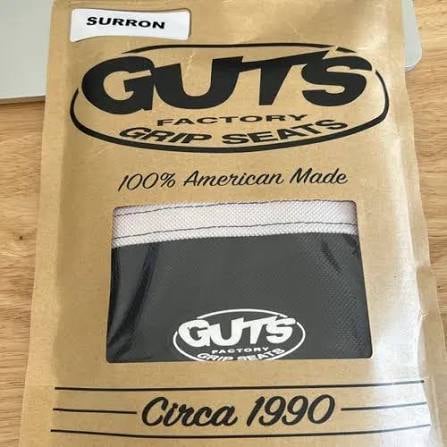 SURRON
GUTS
FACTORY
GRIP SEATS
100% American Made
GUTS
FACTORY
GRIP SEATS
Circa 1990